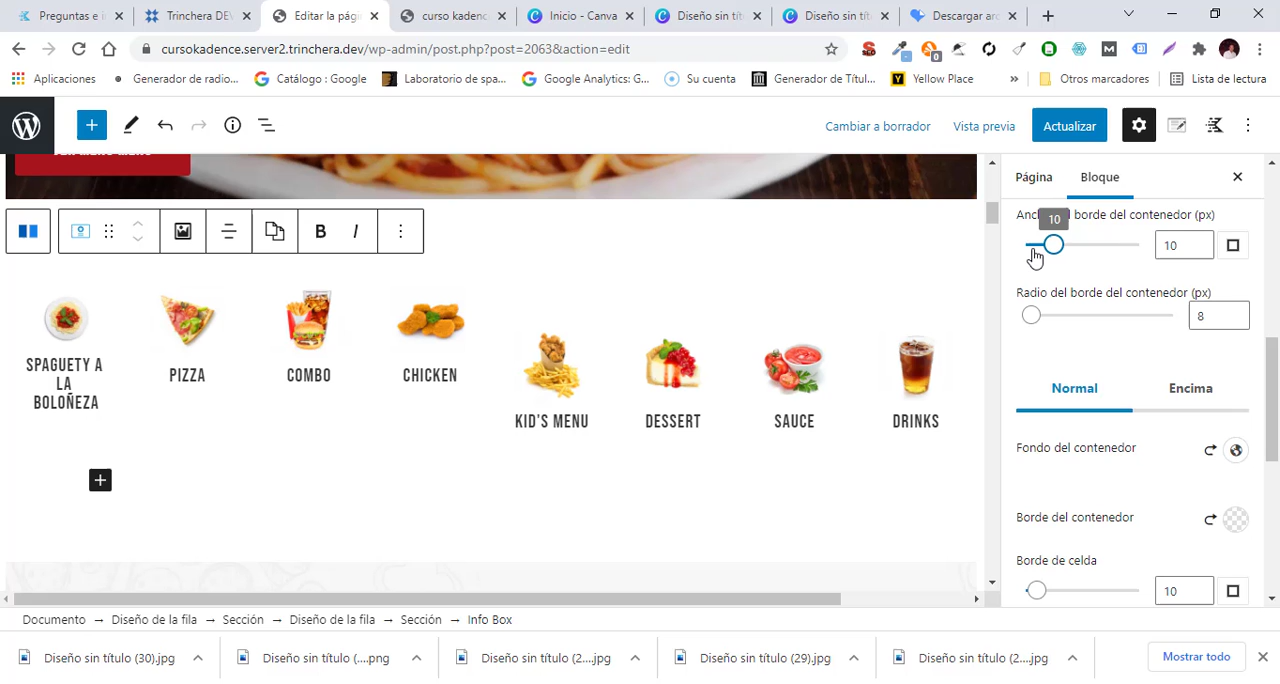 Preguntas e i
Trinchera DE
Editar la pági
curso kadenc
Inicio - Canva
Diseño sin tít
Diseño sin tít
Descargar arc
cursokadence.server2.trinchera.dev/wp-admin/post.php?post=2063&action=edit
Aplicaciones
Generador de radio...
Catálogo : Google
Laboratorio de spa...
Google Analytics: G...
Su cuenta
Generador de Títul...
Yellow Place
»
Otros marcadores
Lista de lectura
Cambiar a borrador
Vista previa
Actualizar
Página
Bloque
10
del borde del contenedor (px)
10
Radio del borde del contenedor (px)
8
B I
SPAGUETY A
LA
BOLOÑEZA
PIZZA
COMBO
CHICKEN
KID'S MENU
DESSERT
SAUCE
DRINKS
Normal
Encima
Fondo del contenedor
Borde del contenedor
Borde de celda
10
Documento → Diseño de la fila → Sección → Diseño de la fila → Sección → Info Box
Diseño sin título (30).jpg
Diseño sin título (....png
Diseño sin título (2....jpg
Diseño sin título (29).jpg
Diseño sin título (2....jpg
Mostrar todo